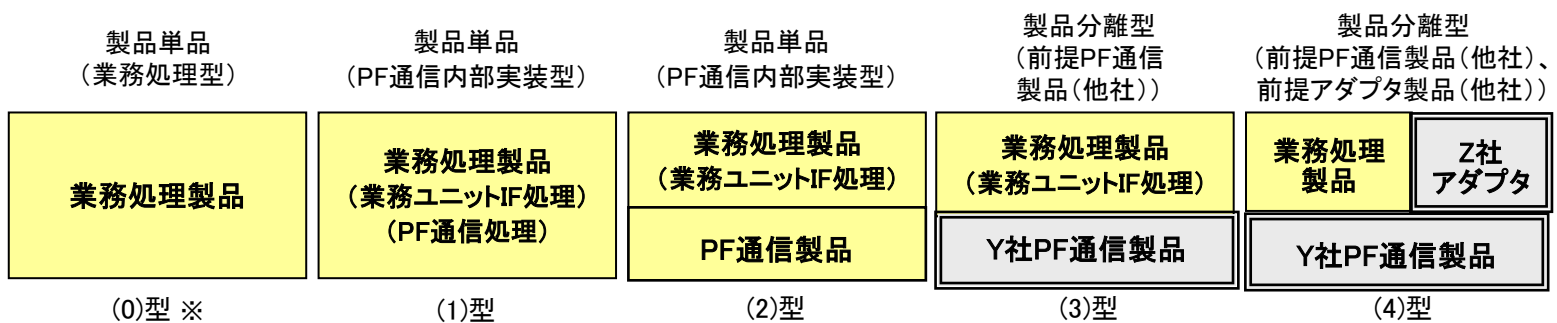 製品単品
（業務処理型）
業務処理製品
(0)型 ※
製品単品
（PF通信内部実装型）
業務処理製品
（業務ユニットIF処理）
（PF通信処理）
(1)型
製品単品
（PF通信内部実装型）
業務処理製品
（業務ユニットIF処理）
PF通信製品
(2)型
製品分離型
（前提PF通信
製品（他社））
業務処理製品
（業務ユニットIF処理）
Y社PF通信製品
(3)型
製品分離型
（前提PF通信製品（他社）、
前提アダプタ製品（他社））
業務処理
製品
Z社
アダプタ
Y社PF通信製品
(4)型